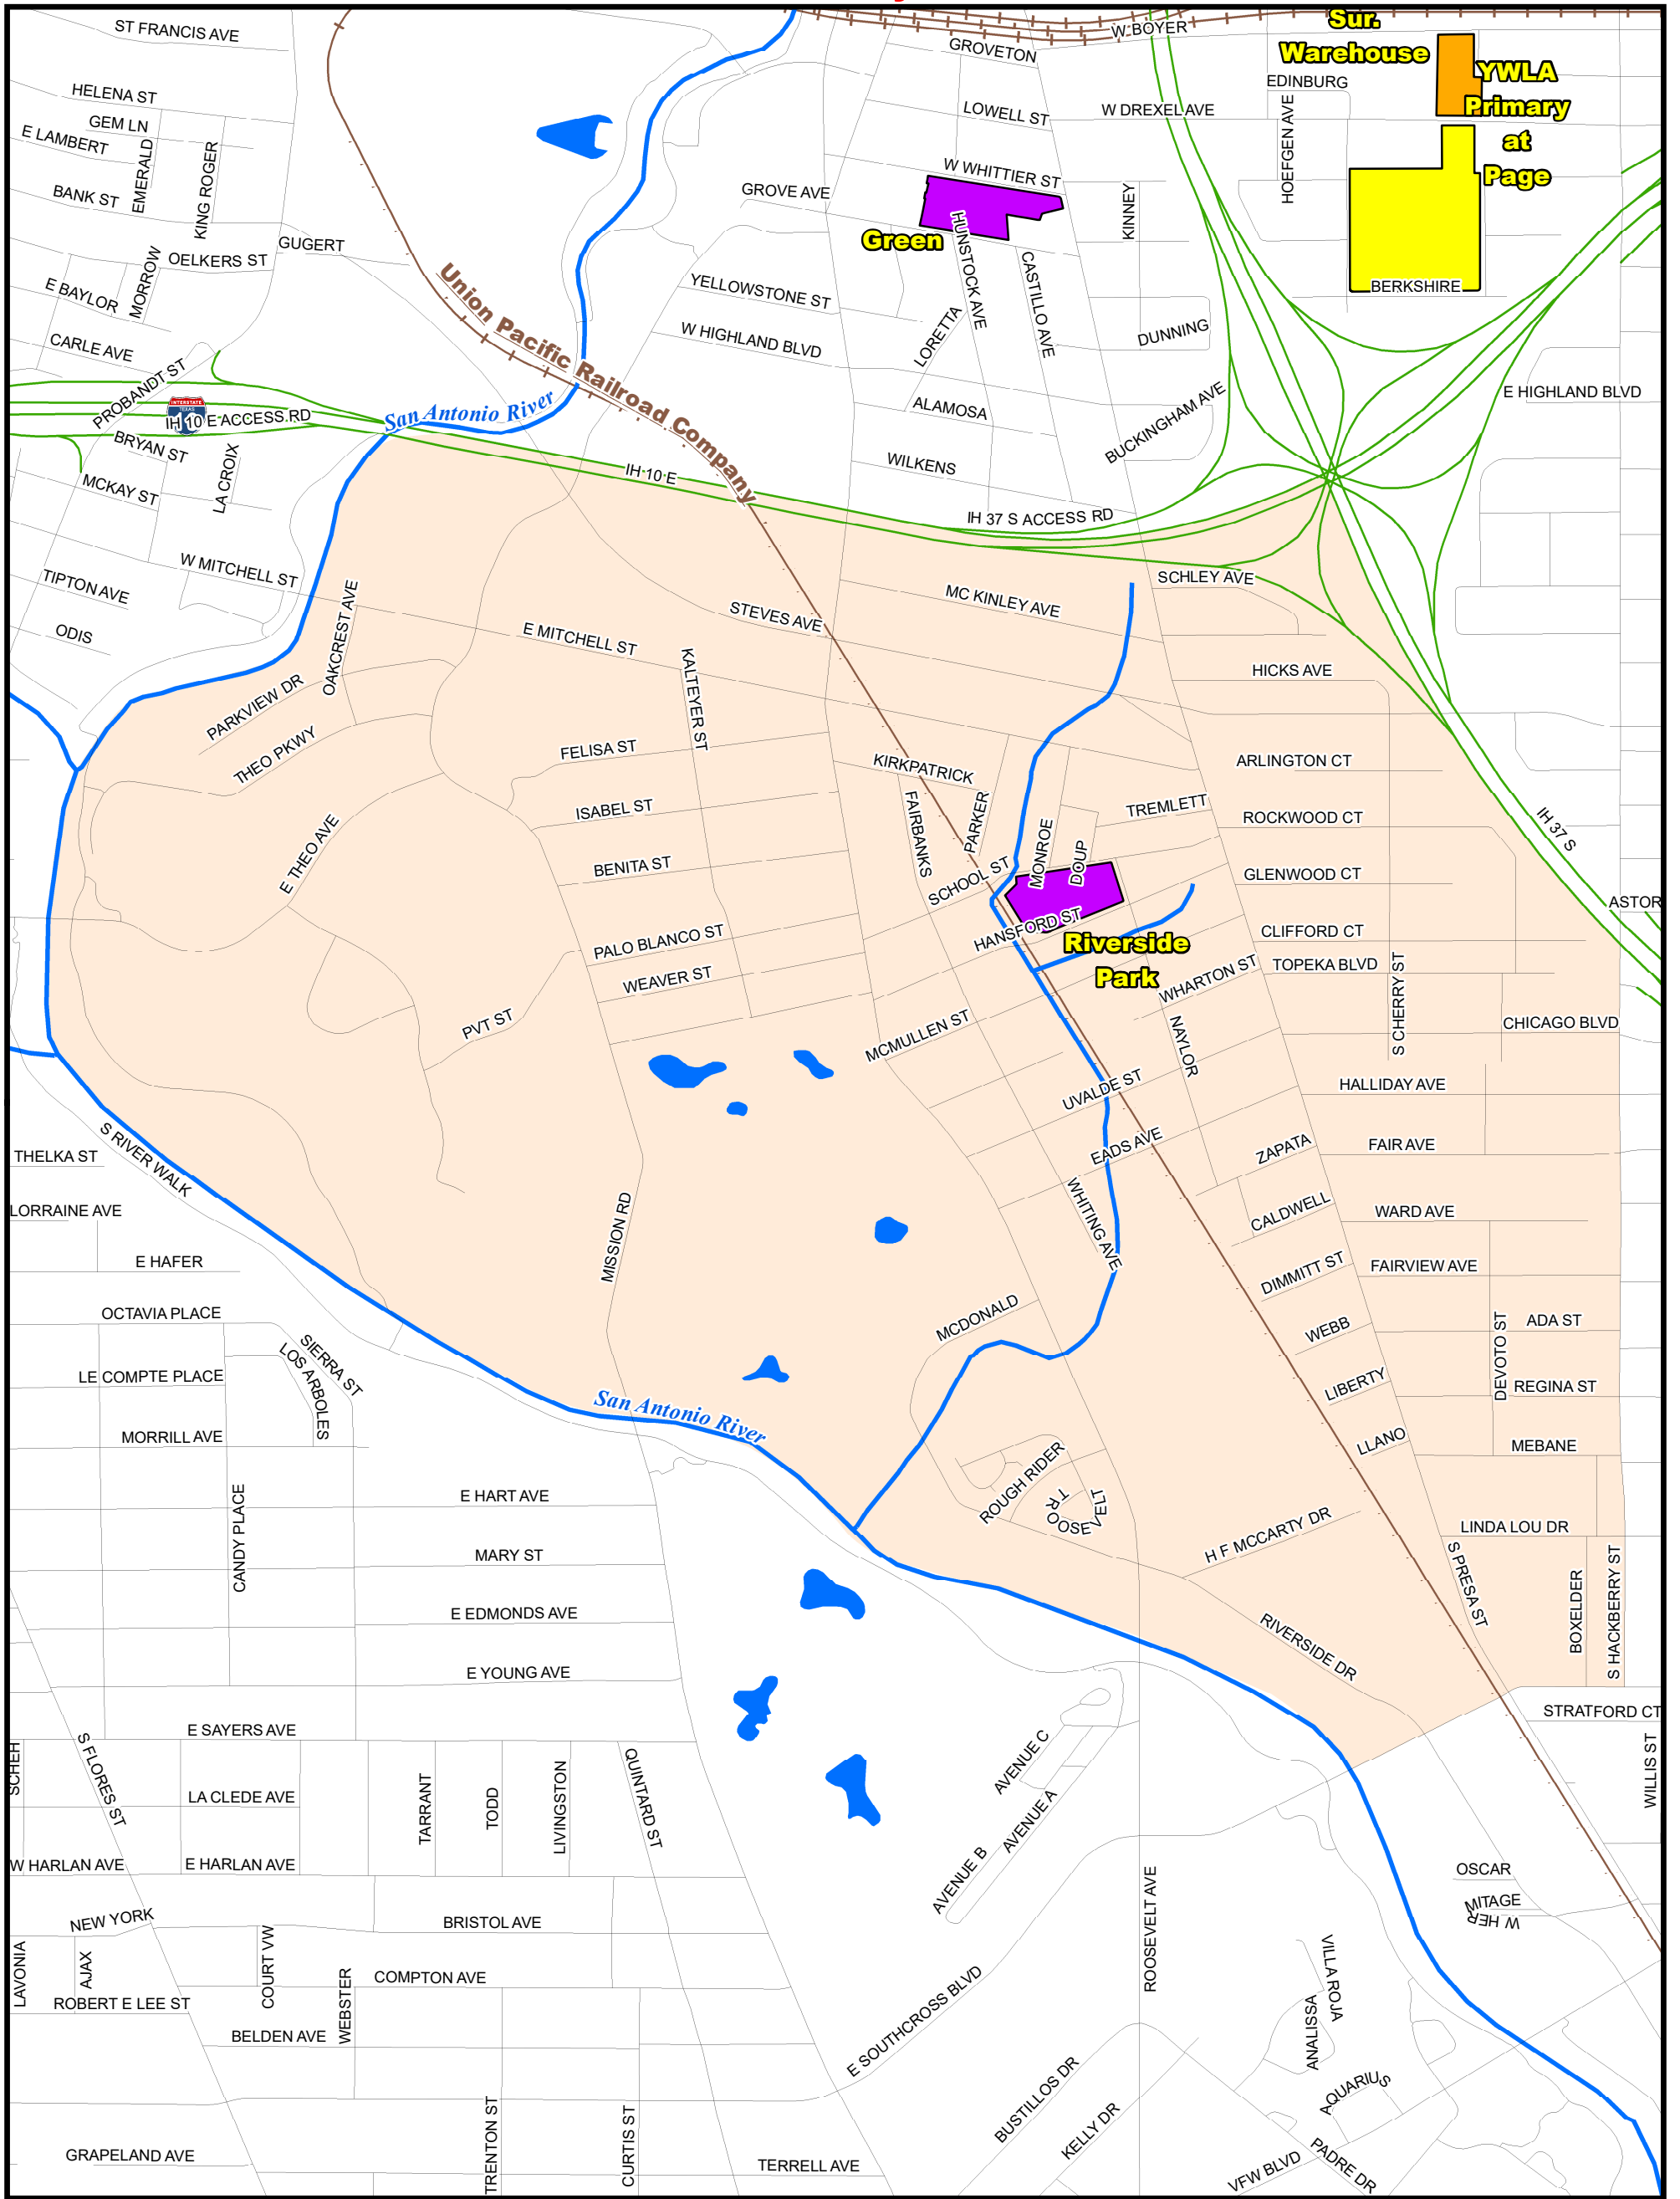 ST FRANCIS AVE
HELENA ST
GEM LN
E LAMBERT
EMERALD
KING ROGER
BANK ST
GUGERT
OELKERS ST
MORROW
E BAYLOR
CARLE AVE
PROBANDT ST
INTERSTATE
TEXAS
10
IH 10 E ACCESS RD
BRYAN ST
LA CROIX
MCKAY ST
W MITCHELL ST
TIPTON AVE
ODIS
Union Pacific Railroad Company
San Antonio River
IH 10 E
GROVETON
W BOYER
Sur.
Warehouse
YWLA
Primary
at
Page
EDINBURG
LOWELL ST
W DREXEL AVE
HOEFGEN AVE
W WHITTIER ST
GROVE AVE
Green
HUNSTOCK AVE
KINNEY
CASTILLO AVE
BERKSHIRE
YELLOWSTONE ST
W HIGHLAND BLVD
LORETTA
DUNNING
E HIGHLAND BLVD
ALAMOSA
BUCKINGHAM AVE
WILKENS
IH 37 S ACCESS RD
SCHLEY AVE
MC KINLEY AVE
STEVES AVE
OAKCREST AVE
E MITCHELL ST
KALTEYER ST
HICKS AVE
PARKVIEW DR
THEO PKWY
FELISA ST
KIRKPATRICK
ARLINGTON CT
ISABEL ST
FAIRBANKS
PARKER
TREMLETT
ROCKWOOD CT
IH 37 S
E THEO AVE
BENITA ST
MONROE
DOUP
SCHOOL ST
GLENWOOD CT
ASTOR
HANSFORD ST
Riverside
Park
CLIFFORD CT
PALO BLANCO ST
WEAVER ST
TOPEKA BLVD
WHARTON ST
S CHERRY ST
PVT ST
MCMULLEN ST
NAYLOR
CHICAGO BLVD
UVALDE ST
HALLIDAY AVE
EADS AVE
ZAPATA
FAIR AVE
S RIVER WALK
THELKA ST
LORRAINE AVE
E HAFER
MISSION RD
WHITING AVE
CALDWELL
WARD AVE
DIMMITT ST
FAIRVIEW AVE
OCTAVIA PLACE
SIERRA ST
LOS ARBOLES
MCDONALD
WEBB
DEVOTO ST
ADA ST
LE COMPTE PLACE
LIBERTY
REGINA ST
San Antonio River
MORRILL AVE
LLANO
MEBANE
ROUGH RIDER
T ROOSEVELT
CANDY PLACE
E HART AVE
H F MCCARTY DR
LINDA LOU DR
MARY ST
S PRESA ST
BOXELDER
S HACKBERRY ST
E EDMONDS AVE
RIVERSIDE DR
E YOUNG AVE
STRATFORD CT
E SAYERS AVE
SCHEH
S FLORES ST
LA CLEDE AVE
TARRANT
TODD
LIVINGSTON
QUINTARD ST
AVENUE C
AVENUE A
AVENUE B
WILLIS ST
W HARLAN AVE
E HARLAN AVE
OSCAR
W HERMITAGE
NEW YORK
BRISTOL AVE
ROOSEVELT AVE
LAVONIA
AJAX
COURT VW
WEBSTER
COMPTON AVE
ROBERT E LEE ST
BELDEN AVE
E SOUTHCROSS BLVD
VILLA ROJA
ANALISSA
BUSTILLOS DR
KELLY DR
AQUARIUS
TRENTON ST
CURTIS ST
GRAPELAND AVE
TERRELL AVE
VFW BLVD
PADRE DR